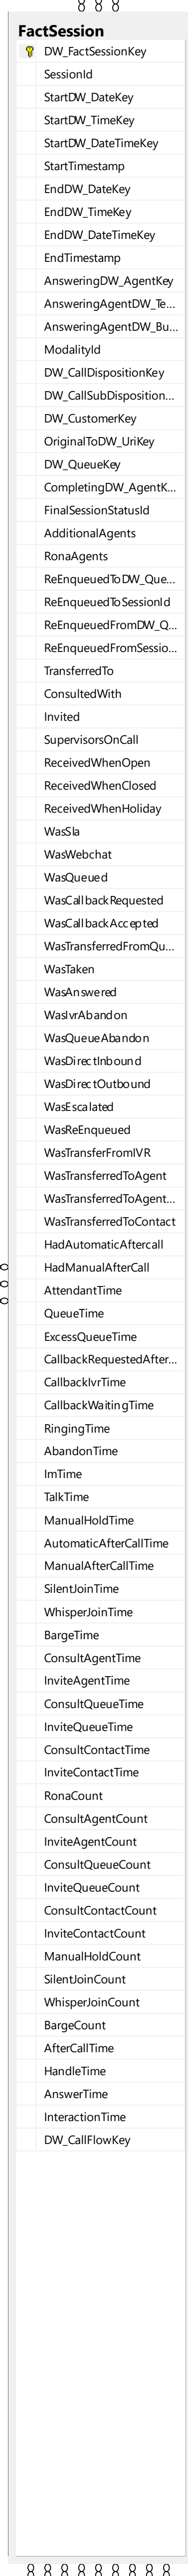 FactSession
DW_FactSessionKey
SessionId
StartDW_DateKey
StartDW_TimeKey
StartDW_DateTimeKey
StartTimestamp
EndDW_DateKey
EndDW_TimeKey
EndDW_DateTimeKey
EndTimestamp
AnsweringDW_AgentKey
AnsweringAgentDW_Te...
AnsweringAgentDW_Bu...
ModalityId
DW_CallDispositionKey
DW_CallSubDisposition...
DW_CustomerKey
OriginalToDW_UriKey
DW_QueueKey
CompletingDW_AgentK...
FinalSessionStatusId
AdditionalAgents
RonaAgents
ReEnqueuedToDW_Que...
ReEnqueuedToSessionId
ReEnqueuedFromDW_Q...
ReEnqueuedFromSessio...
TransferredTo
ConsultedWith
Invited
SupervisorsOnCall
ReceivedWhenOpen
ReceivedWhenClosed
ReceivedWhenHoliday
WasSla
WasWebchat
WasQueued
WasCallbackRequested
WasCallbackAccepted
WasTransferredFromQu...
WasTaken
WasAnswered
WasIvrAbandon
WasQueueAbandon
WasDirectInbound
WasDirectOutbound
WasEscalated
WasReEnqueued
WasTransferFromIVR
WasTransferredToAgent
WasTransferredToAgent...
WasTransferredToContact
HadAutomaticAftercall
HadManualAfterCall
AttendantTime
QueueTime
ExcessQueueTime
CallbackRequestedAfter...
CallbackIvrTime
CallbackWaitingTime
RingingTime
AbandonTime
ImTime
TalkTime
ManualHoldTime
AutomaticAfterCallTime
ManualAfterCallTime
SilentJoinTime
WhisperJoinTime
BargeTime
ConsultAgentTime
InviteAgentTime
ConsultQueueTime
InviteQueueTime
ConsultContactTime
InviteContactTime
RonaCount
ConsultAgentCount
InviteAgentCount
ConsultQueueCount
InviteQueueCount
ConsultContactCount
InviteContactCount
ManualHoldCount
SilentJoinCount
WhisperJoinCount
BargeCount
AfterCallTime
HandleTime
AnswerTime
InteractionTime
DW_CallFlowKey